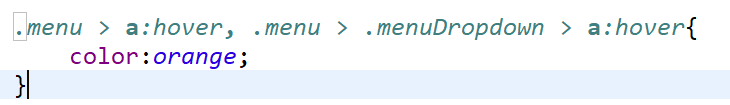 .menu > a:hover, .menu > .menuDropdown > a:hover{
    color:orange;
}